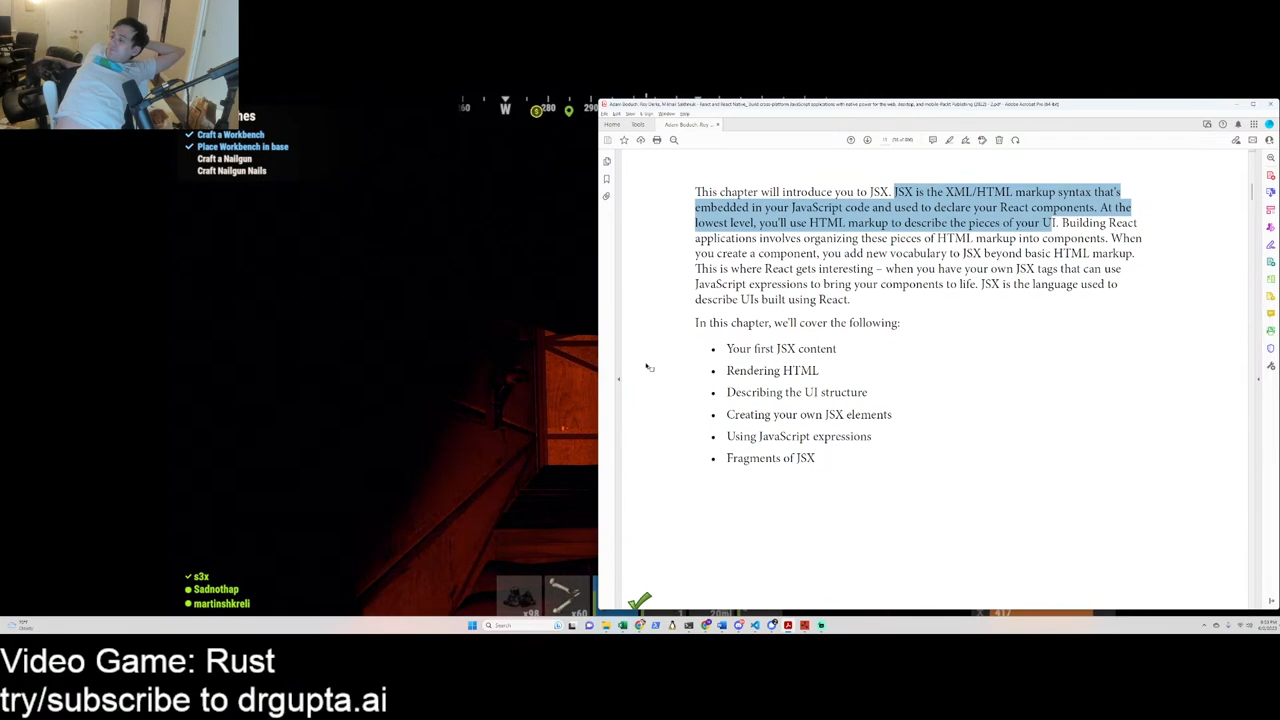 nes
Craft a Workbench
Place Workbench in base
Craft a Nailgun
Craft Nailgun Nails
W
280
290
Home Tools
This chapter will introduce you to JSX. JSX is the XML/HTML markup syntax that's
embedded in your JavaScript code and used to declare your React components. At the
lowest level, you'll use HTML markup to describe the pieces of your UI. Building React
applications involves organizing these pieces of HTML markup into components. When
you create a component, you add new vocabulary to JSX beyond basic HTML markup.
This is where React gets interesting – when you have your own JSX tags that can use
JavaScript expressions to bring your components to life. JSX is the language used to
describe UIs built using React.
In this chapter, we'll cover the following:
• Your first JSX content
• Rendering HTML
• Describing the UI structure
• Creating your own JSX elements
• Using JavaScript expressions
• Fragments of JSX
s3x
Sadnothap
martinshkreli
x98
x60
Search
Video Game: Rust
try/subscribe to drgupta.ai